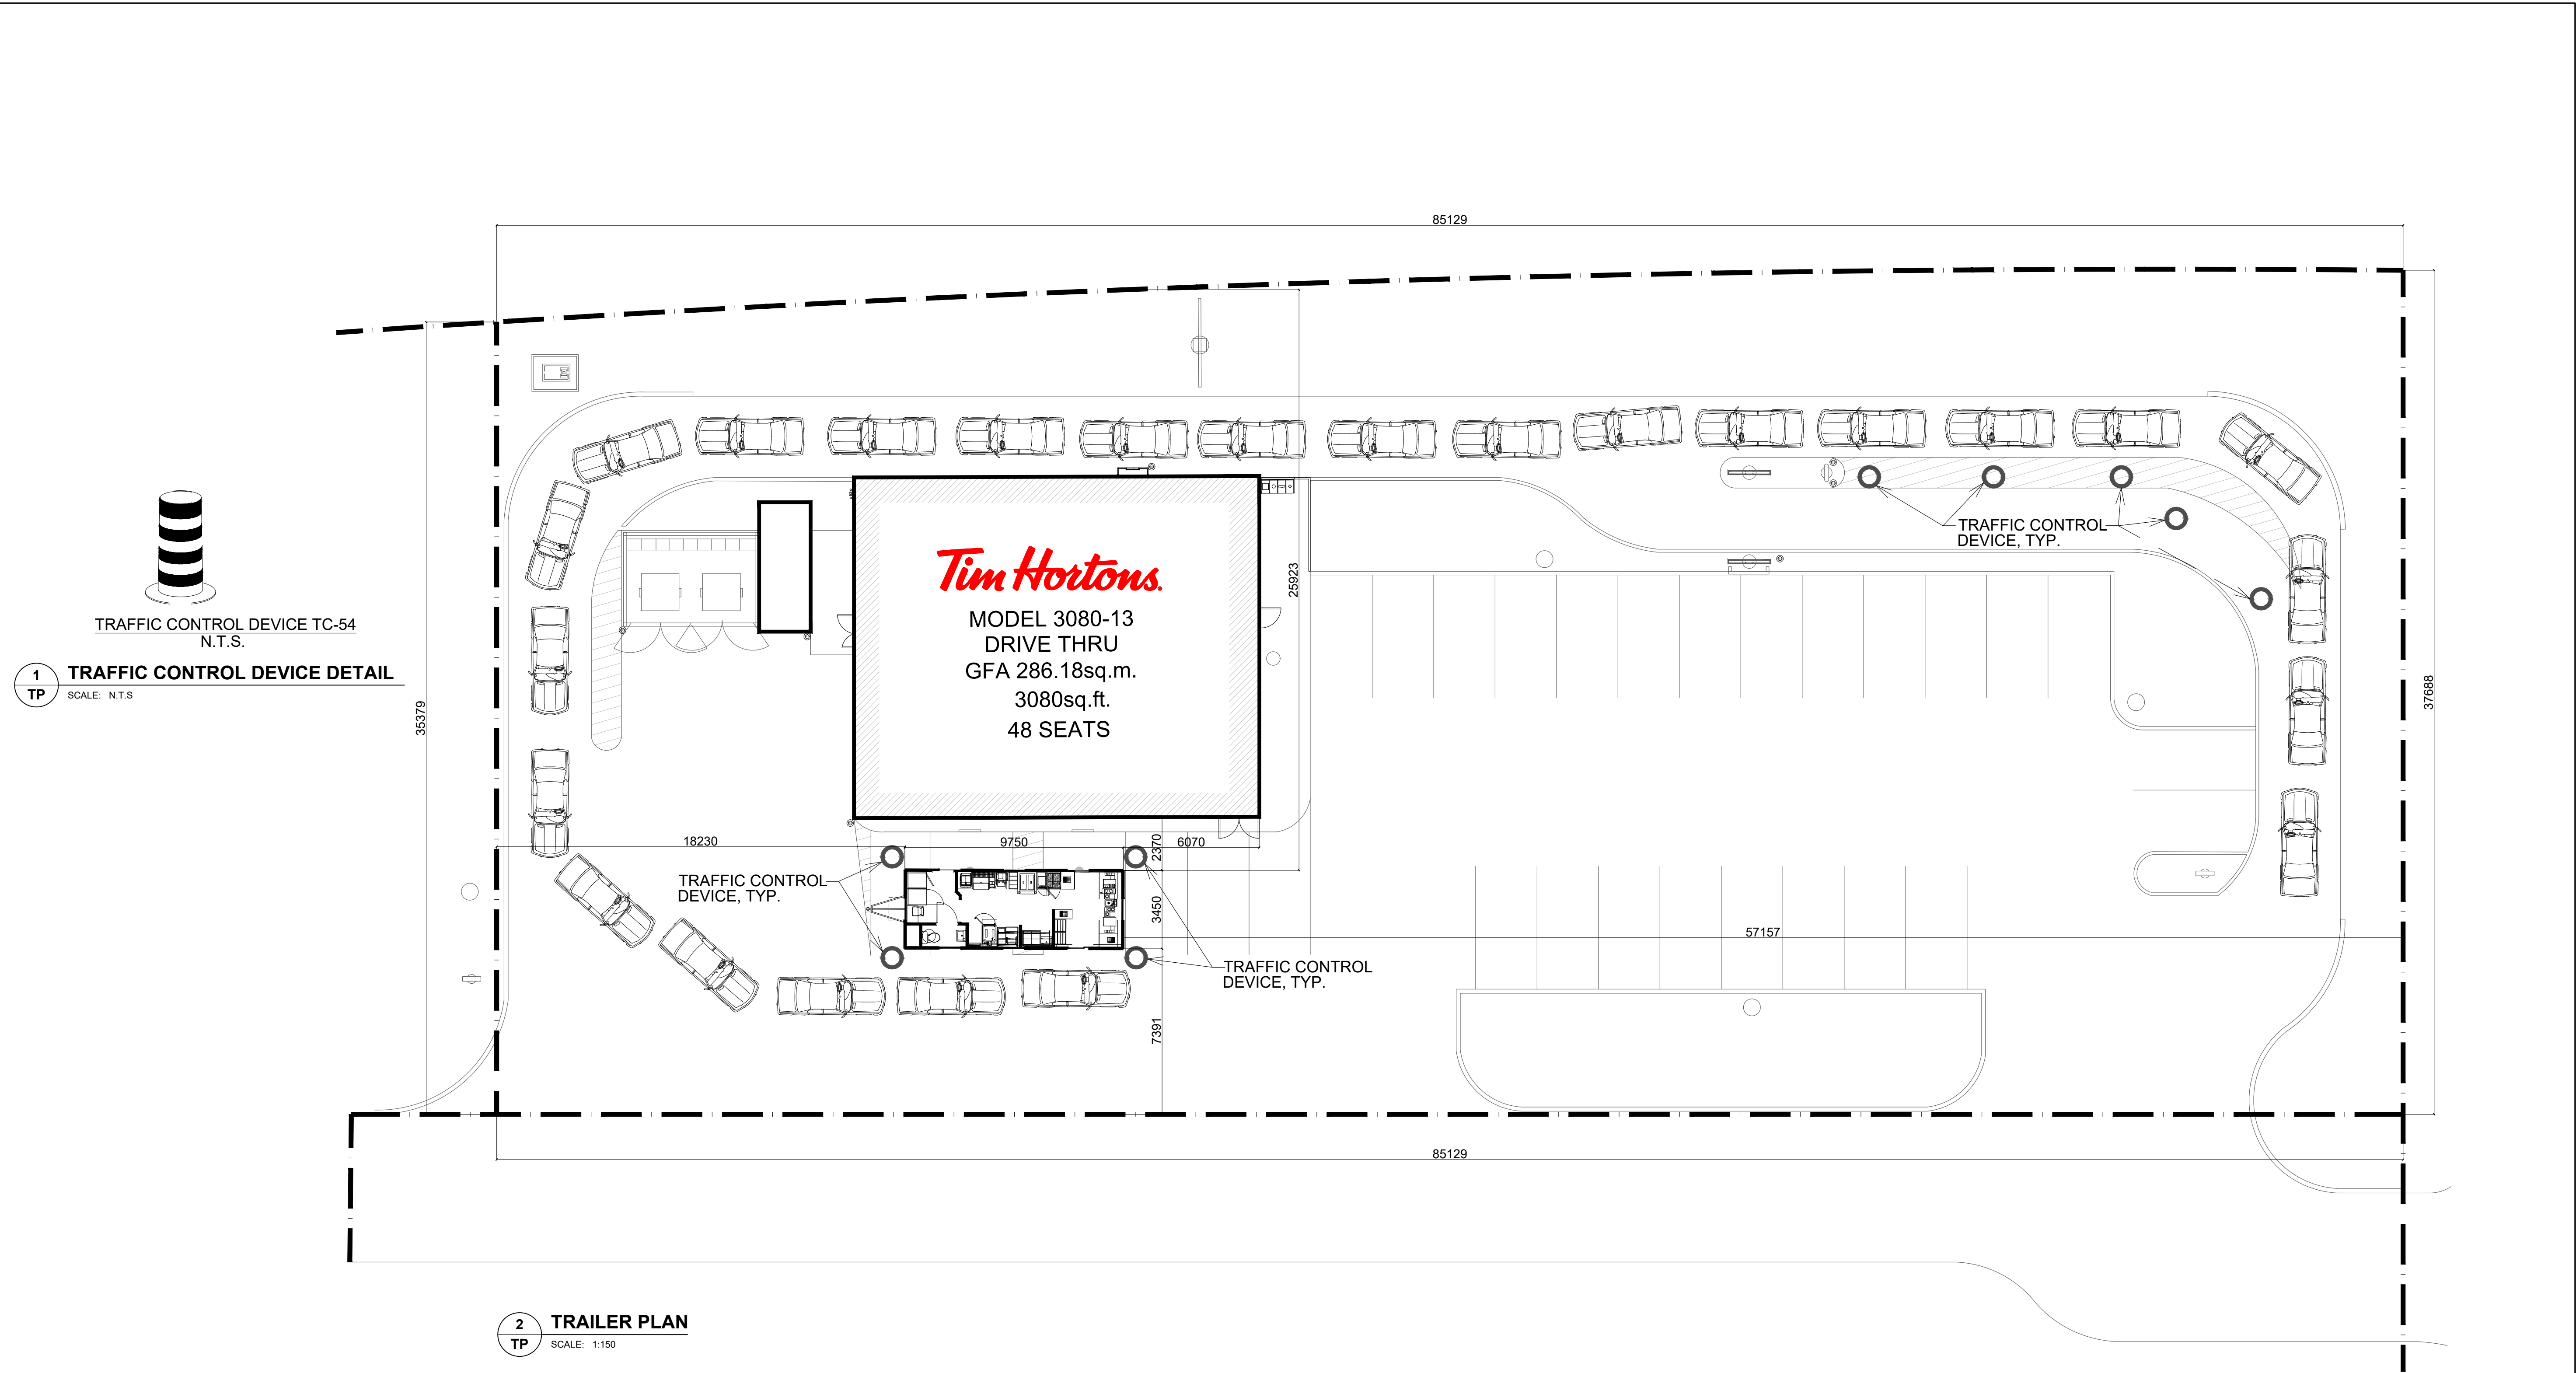 85129
TRAFFIC CONTROL
DEVICE, TYP.
Tim Hortons.
MODEL 3080-13
DRIVE THRU
GFA 286.18sq.m.
3080sq.ft.
48 SEATS
25923
TRAFFIC CONTROL DEVICE TC-54
N.T.S.
1
TP
TRAFFIC CONTROL DEVICE DETAIL
SCALE: N.T.S
35379
37688
18230
9750
6070
2370
TRAFFIC CONTROL
DEVICE, TYP.
3450
57157
TRAFFIC CONTROL
DEVICE, TYP.
7391
85129
2
TP
TRAILER PLAN
SCALE: 1:150